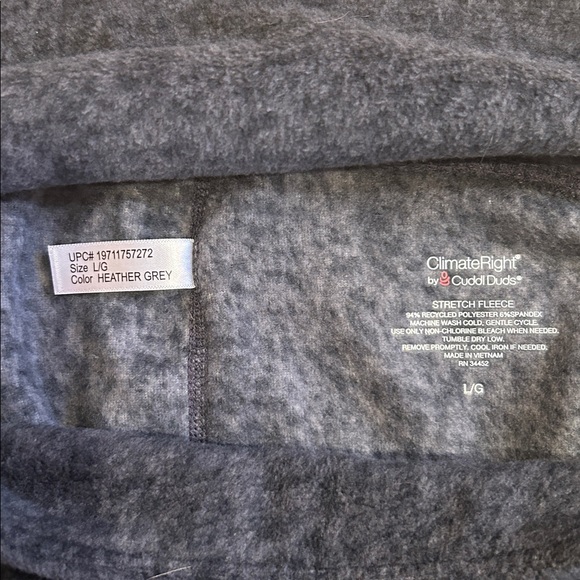 UPC# 19711757272
Size L/G
Color HEATHER GREY
ClimateRight®
by Cuddl Duds®
STRETCH FLEECE
94% RECYCLED POLYESTER 6%SPANDEX
MACHINE WASH COLD, GENTLE CYCLE.
USE ONLY NON-CHLORINE BLEACH WHEN NEEDED.
TUMBLE DRY LOW.
REMOVE PROMPTLY, COOL IRON IF NEEDED.
MADE IN VIETNAM
RN 34452
L/G